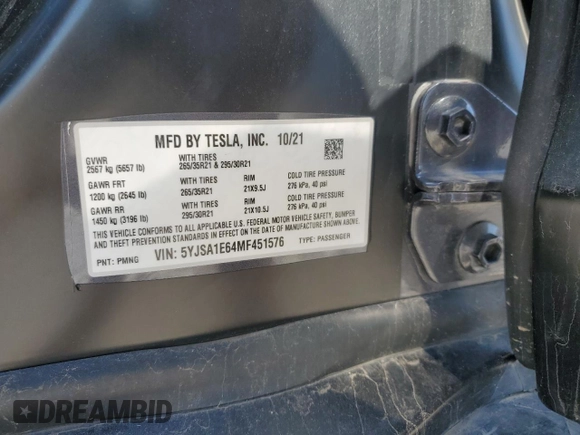 MFD BY TESLA, INC. 10/21
GVWR
2567 kg (5657 lb)
WITH TIRES
265/35R21 & 295/30R21
GAWR FRT
1200 kg (2645 lb)
WITH TIRES
265/35R21
RIM
21X9.5J
COLD TIRE PRESSURE
276 kPa, 40 psi
GAWR RR
1450 kg (3196 lb)
WITH TIRES
295/30R21
RIM
21X10.5J
COLD TIRE PRESSURE
276 kPa, 40 psi
THIS VEHICLE CONFORMS TO ALL APPLICABLE U.S. FEDERAL MOTOR VEHICLE SAFETY, BUMPER
AND THEFT PREVENTION STANDARDS IN EFFECT ON THE DATE OF MANUFACTURE SHOWN ABOVE.
PNT: PMNG VIN: 5YJSA1E64MF451576 TYPE: PASSENGER
DREAMBID